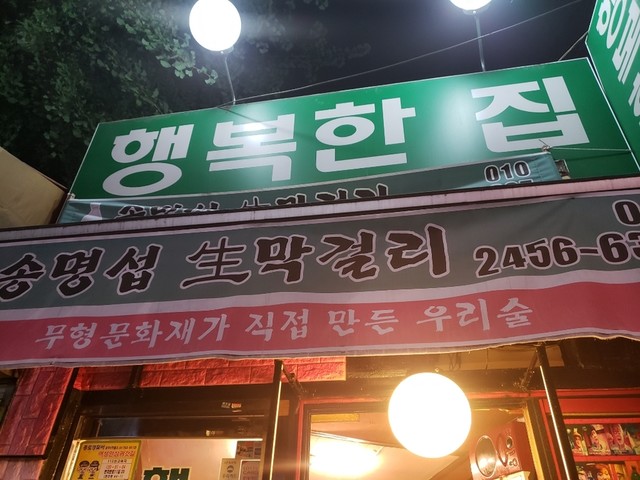 행복한 집
010
송명섭 生막걸리
2456-63
무형문화재가 직접 만든 우리술